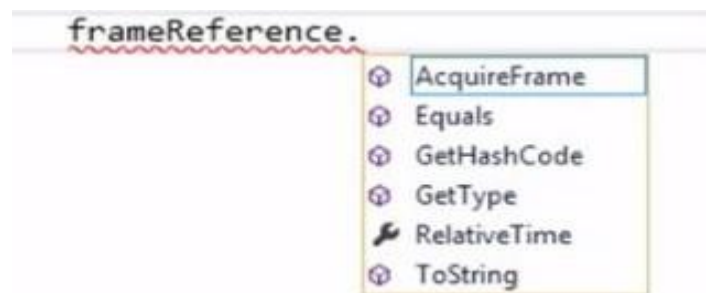 frameReference.
AcquireFrame
Equals
GetHashCode
GetType
RelativeTime
ToString